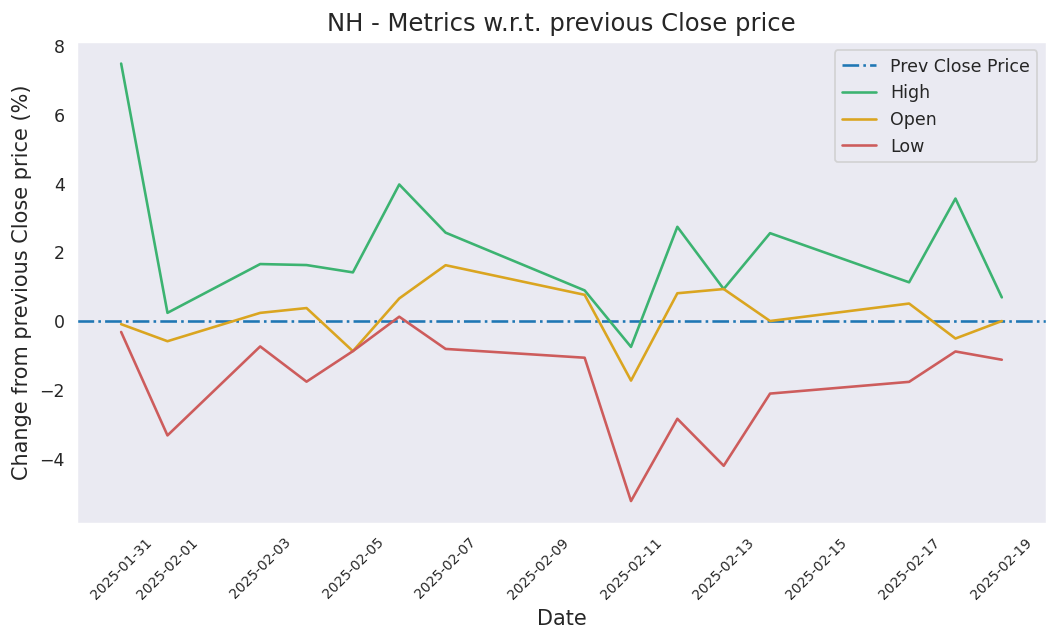 NH - Metrics w.r.t. previous Close price
Prev Close Price
High
Open
Low
Change from previous Close price (%)
8
6
4
2
0
−2
−4
2025-01-31
2025-02-01
2025-02-03
2025-02-05
2025-02-07
2025-02-09
2025-02-11
2025-02-13
2025-02-15
2025-02-17
2025-02-19
Date